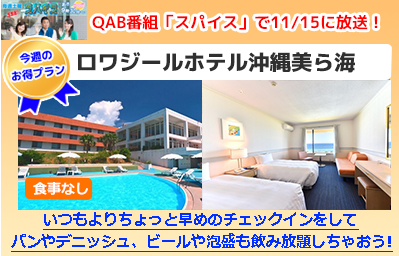 QAB番組「スパイス」で11/15に放送！
今週の
お得プラン
ロワジールホテル沖縄美ら海
食事なし
いつもよりちょっと早めのチェックインをして
パンやデニッシュ、ビールや泡盛も飲み放題しちゃおう！